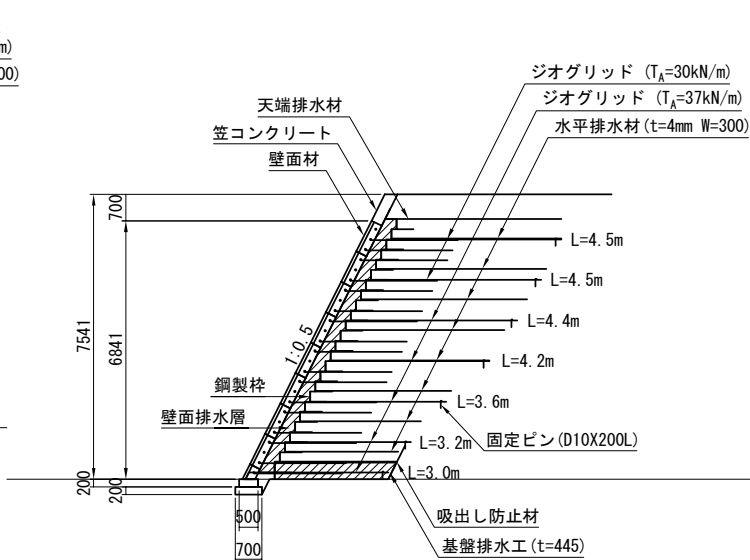 m)
00)
ジオグリッド (TA=30kN/m)
ジオグリッド (TA=37kN/m)
水平排水材(t=4mm W=300)
天端排水材
笠コンクリート
壁面材
700
L=4.5m
L=4.5m
7541
6841
1:0.5
L=4.4m
L=4.2m
鋼製枠
L=3.6m
壁面排水層
固定ピン(D10X200L)
L=3.2m
L=3.0m
200
200
500
700
吸出し防止材
基盤排水工(t=445)